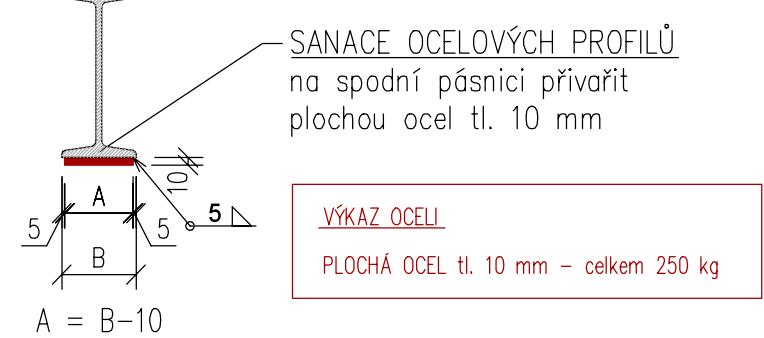 SANACE OCELOVÝCH PROFILŮ
na spodní pásnici přivařit
plochou ocel tl. 10 mm
10
A
5
5
5
B
A = B-10
VÝKAZ OCELI
PLOCHÁ OCEL tl. 10 mm – celkem 250 kg